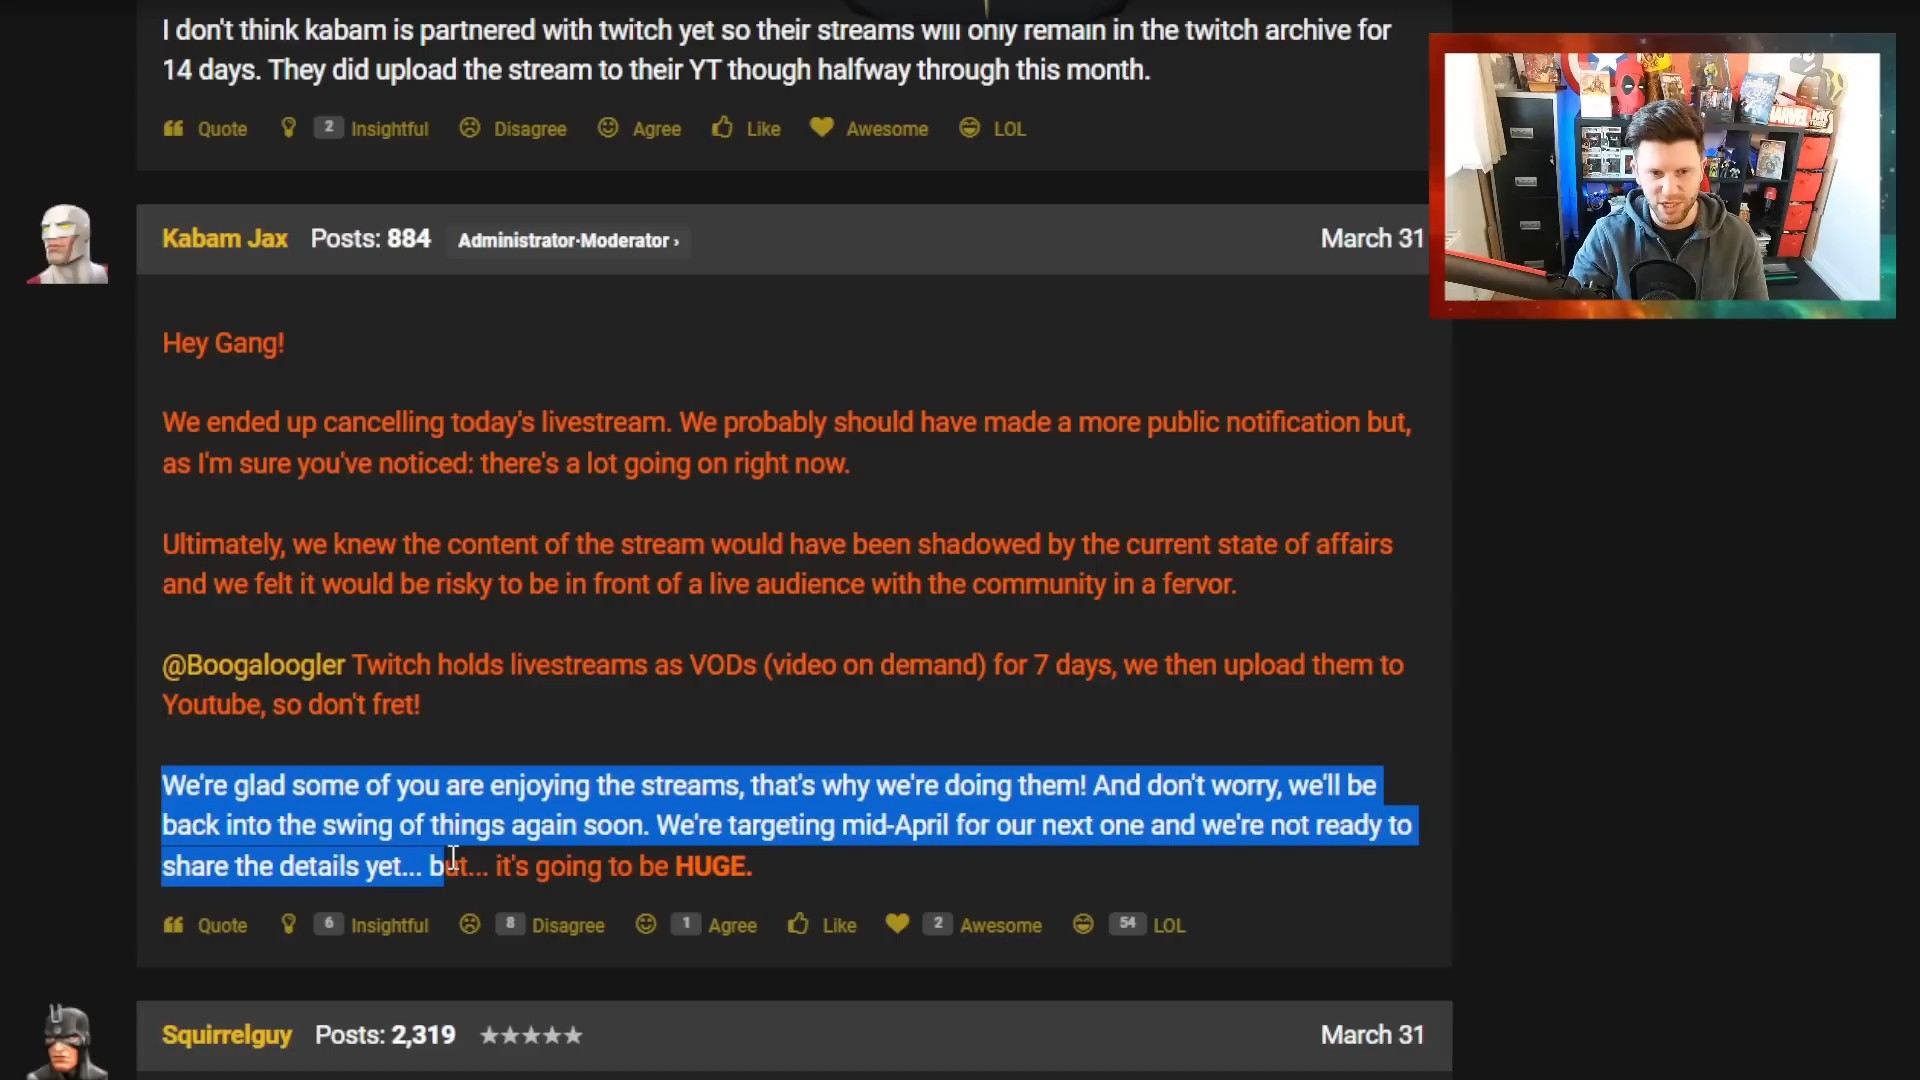 I don't think kabam is partnered with twitch yet so their streams will only remain in the twitch archive for
14 days. They did upload the stream to their YT though halfway through this month.
Quote 2 Insightful Disagree Agree Like Awesome LOL
Kabam Jax Posts: 884 Administrator·Moderator › March 31
Hey Gang!
We ended up cancelling today's livestream. We probably should have made a more public notification but,
as I'm sure you've noticed: there's a lot going on right now.
Ultimately, we knew the content of the stream would have been shadowed by the current state of affairs
and we felt it would be risky to be in front of a live audience with the community in a fervor.
@Boogaloogler Twitch holds livestreams as VODs (video on demand) for 7 days, we then upload them to
Youtube, so don't fret!
We're glad some of you are enjoying the streams, that's why we're doing them! And don't worry, we'll be
back into the swing of things again soon. We're targeting mid-April for our next one and we're not ready to
share the details yet... but... it's going to be HUGE.
Quote 6 Insightful 8 Disagree 1 Agree Like 2 Awesome 54 LOL
Squirrelguy Posts: 2,319 ★★★★★ March 31
MARVEL